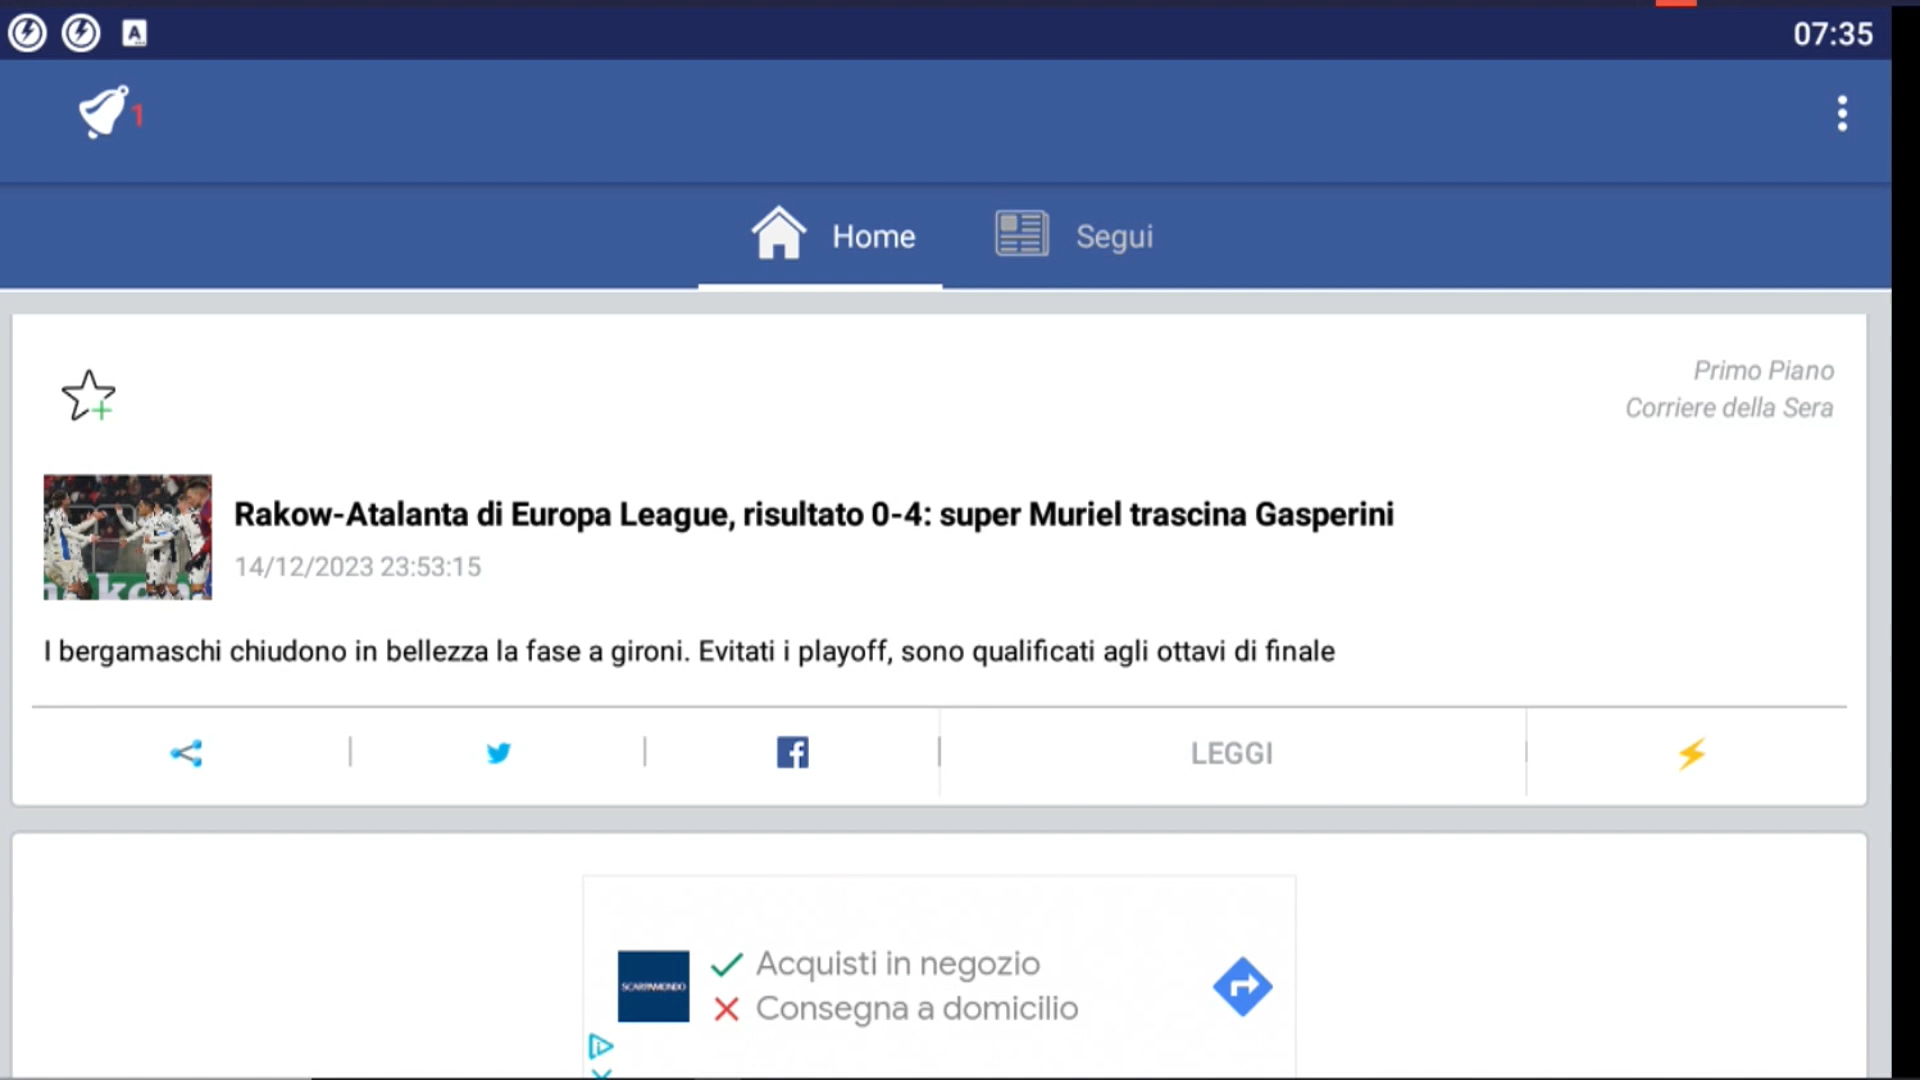 A
07:35
1
Home
Segui
Primo Piano
Corriere della Sera
Rakow-Atalanta di Europa League, risultato 0-4: super Muriel trascina Gasperini
14/12/2023 23:53:15
I bergamaschi chiudono in bellezza la fase a gironi. Evitati i playoff, sono qualificati agli ottavi di finale
LEGGI
SCARPAMONDO
Acquisti in negozio
Consegna a domicilio